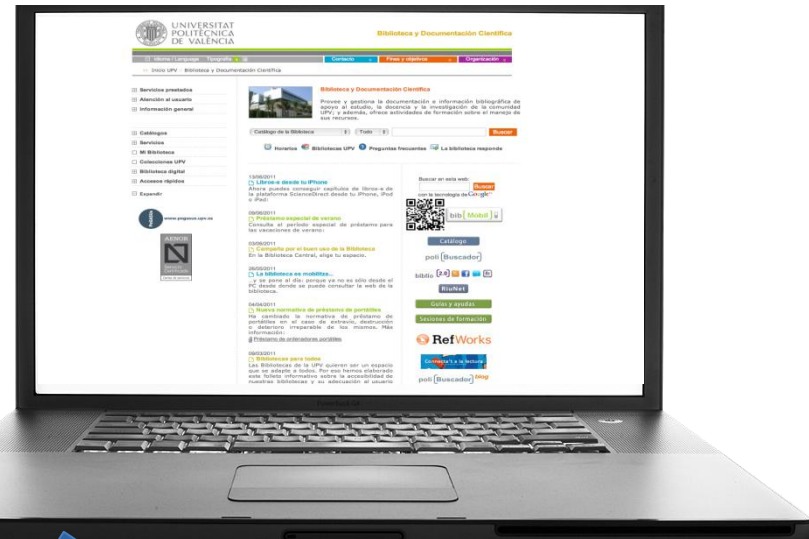 UNIVERSITAT
POLITÈCNICA
DE VALÈNCIA
Biblioteca y Documentación Científica
Idioma / Language Tipografía
Contacto
Fines y objetivos
Organización
Inicio UPV : Biblioteca y Documentación Científica
Servicios prestados
Atención al usuario
Información general
Catálogos
Servicios
Mi Biblioteca
Colecciones UPV
Biblioteca digital
Accesos rápidos
Expandir
www.pegasus.upv.es
AENOR
Biblioteca y Documentación Científica
Provee y gestiona la documentación e información bibliográfica de
apoyo al estudio, la docencia y la investigación de la comunidad
UPV; y además, ofrece actividades de formación sobre el manejo de
sus recursos.
Catálogo de la Biblioteca Todo Buscar
Horarios Bibliotecas UPV Preguntas frecuentes La biblioteca responde
13/06/2011
Libros-e desde tu iPhone
Ahora puedes conseguir capítulos de libros-e de
la plataforma ScienceDirect desde tu iPhone, iPod
o iPad!
09/06/2011
Préstamo especial de verano
Consulta el período especial de préstamo para
las vacaciones de verano:
03/06/2011
Comparte por el buen uso de la Biblioteca
En la Biblioteca Central, elige tu espacio.
26/05/2011
La biblioteca es mobilitas...
...y se pone al día: porque ya no es sólo desde el
PC desde donde se puede consultar la web de la
biblioteca.
04/04/2011
Nueva normativa de préstamo de portátiles
Ha cambiado la normativa de préstamo de
portátiles en el caso de extravío, destrucción
o deterioro irreparable de los mismos. Más
información:
Préstamo de ordenadores portátiles
09/03/2011
Bibliotecas para todos
Las Bibliotecas de la UPV quieren ser un espacio
que se adapte a todos. Por eso hemos elaborado
este folleto informativo sobre la accesibilidad de
nuestras bibliotecas y su adecuación al usuario
Buscar en esta web:
Buscar
con la tecnología de Google
bib[Mobil]
Catálogo
poli[Buscador]
biblio [2.0]
RiuNet
Guías y ayudas
Sesiones de formación
RefWorks
Connecta't a la lectura
poli[Buscador]blog